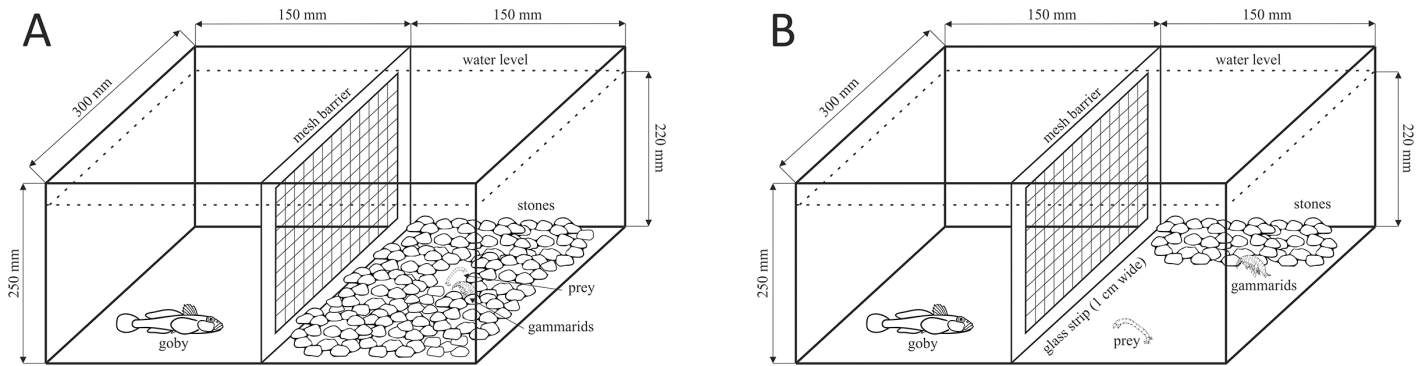 A
150 mm
150 mm
300 mm
water level
mesh barrier
220 mm
250 mm
stones
prey
gammarids
goby
B
150 mm
150 mm
300 mm
water level
mesh barrier
220 mm
250 mm
stones
gammarids
glass strip (1 cm wide)
prey
goby